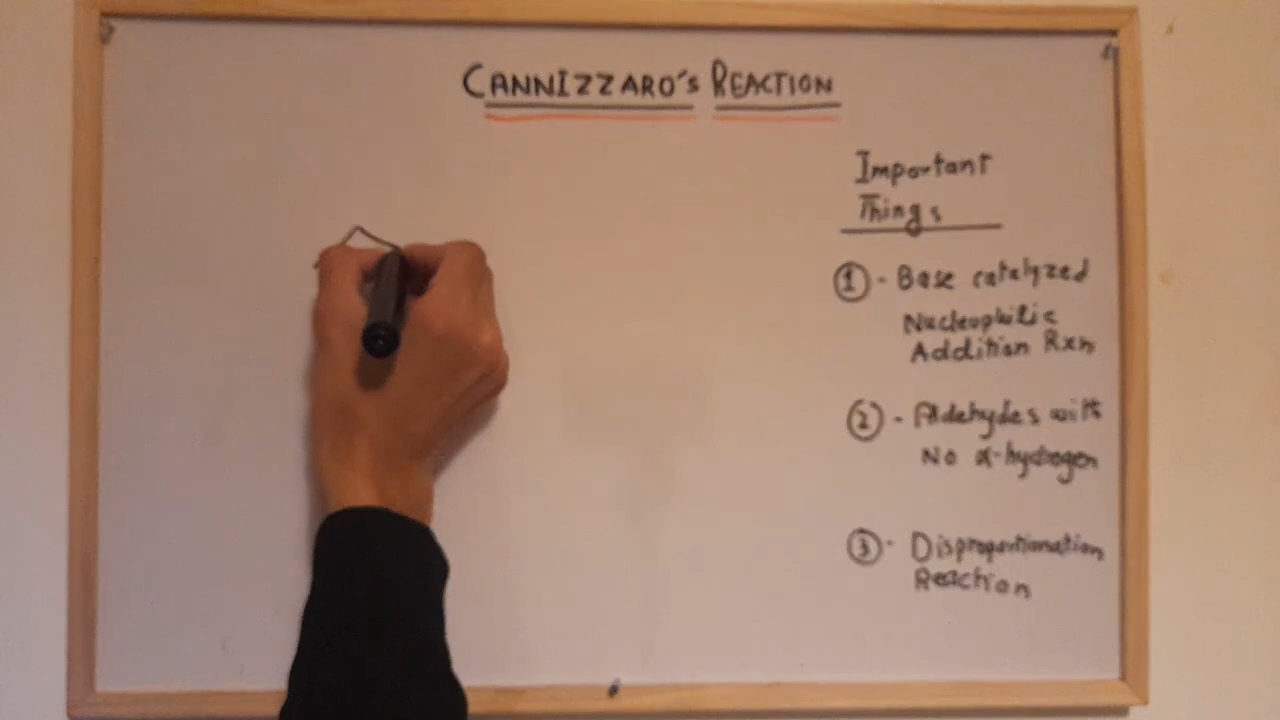 CANNIZZARO's REACTION
Important
Things
① - Base catalyzed
Nucleophilic
Addition Rxn
② - Aldehydes with
No α-hydrogen
③ - Disproportionation
Reaction